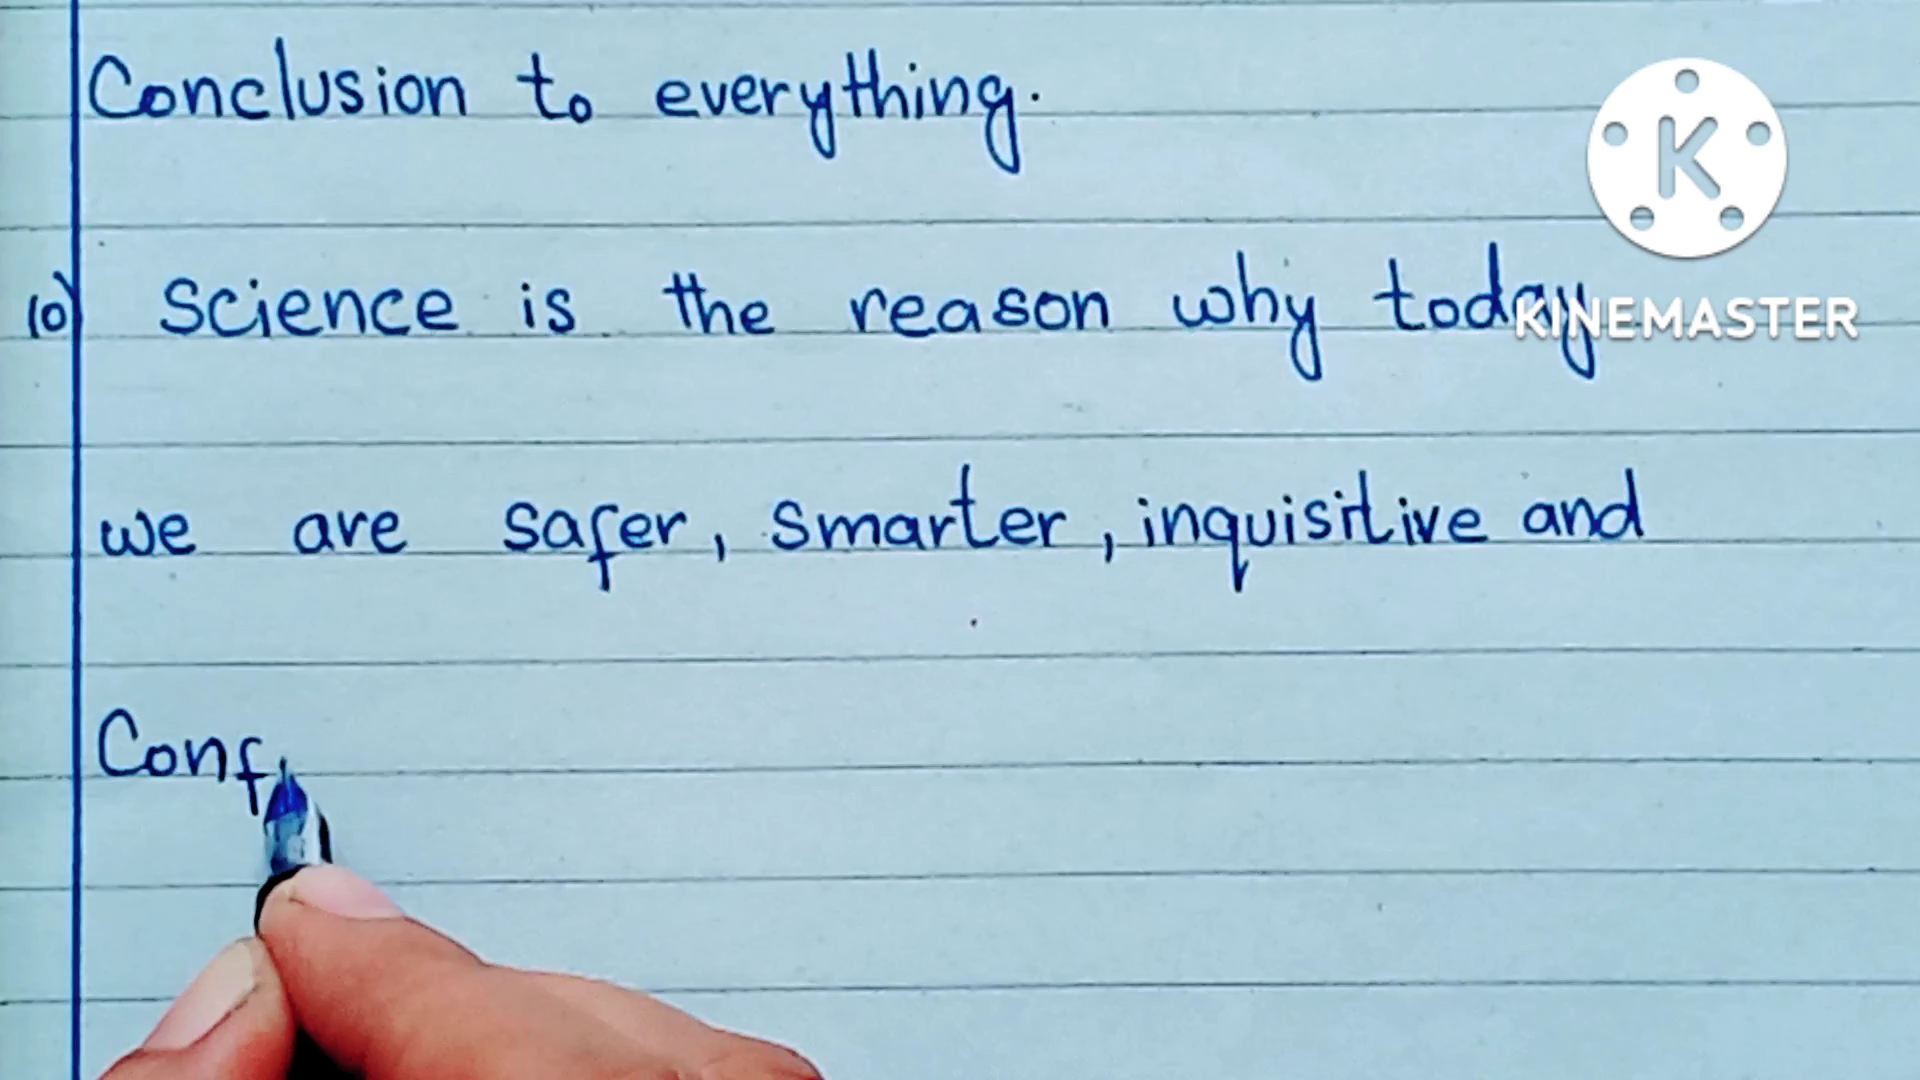 Conclusion to everything.
10) Science is the reason why today
KINEMASTER
we are safer, smarter, inquisitive and
Conf